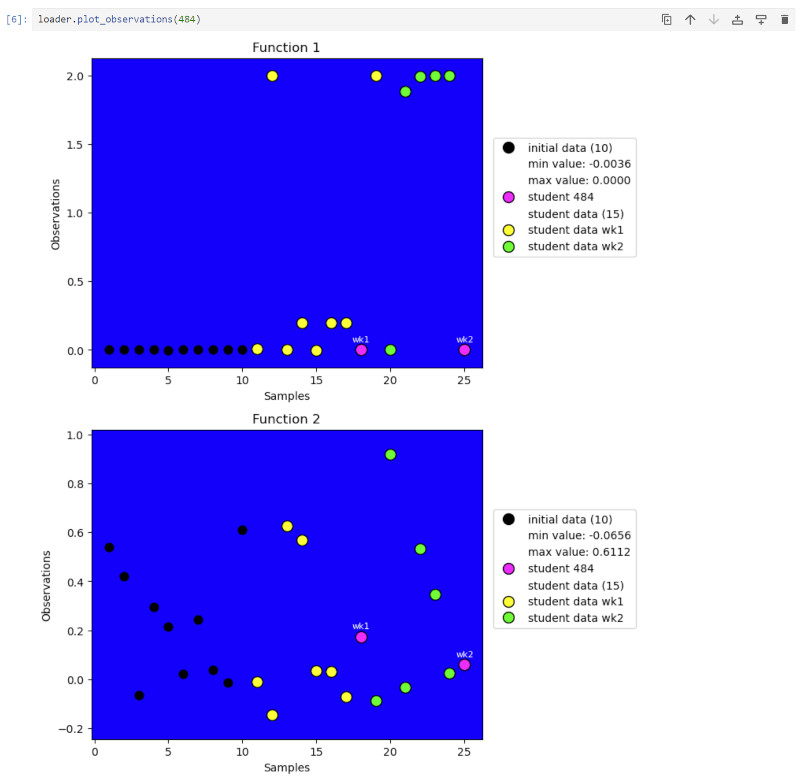 [6]: loader.plot_observations(484)
Function 1
2.0
1.5
1.0
0.5
0.0
Observations
wk1
wk2
0 5 10 15 20 25
Samples
initial data (10)
min value: -0.0036
max value: 0.0000
student 484
student data (15)
student data wk1
student data wk2
Function 2
1.0
0.8
0.6
0.4
0.2
0.0
−0.2
Observations
wk1
wk2
0 5 10 15 20 25
Samples
initial data (10)
min value: -0.0656
max value: 0.6112
student 484
student data (15)
student data wk1
student data wk2